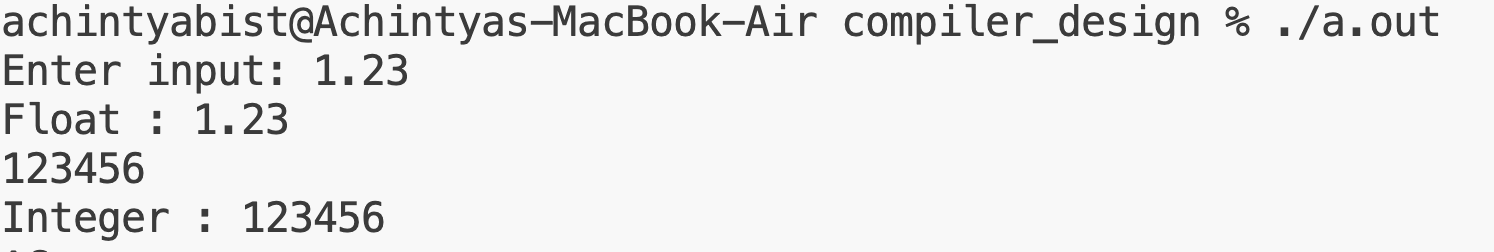 achintyabist@Achintyas-MacBook-Air compiler_design % ./a.out
Enter input: 1.23
Float : 1.23
123456
Integer : 123456